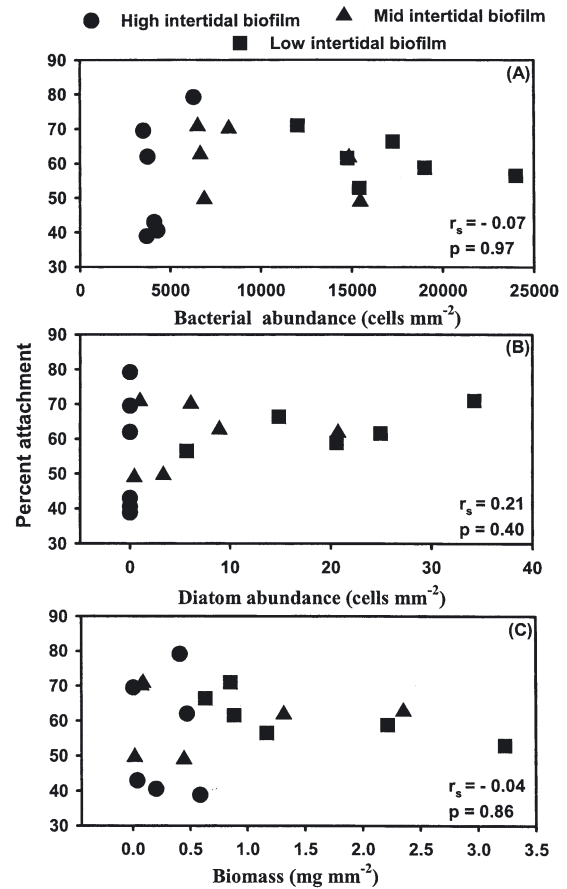 High intertidal biofilm
Mid intertidal biofilm
Low intertidal biofilm
(A)
90
80
70
60
50
40
30
r_s = - 0.07
p = 0.97
0 5000 10000 15000 20000 25000
Bacterial abundance (cells mm⁻²)
Percent attachment
(B)
90
80
70
60
50
40
30
r_s = 0.21
p = 0.40
0 10 20 30 40
Diatom abundance (cells mm⁻²)
(C)
90
80
70
60
50
40
30
r_s = - 0.04
p = 0.86
0.0 0.5 1.0 1.5 2.0 2.5 3.0 3.5
Biomass (mg mm⁻²)